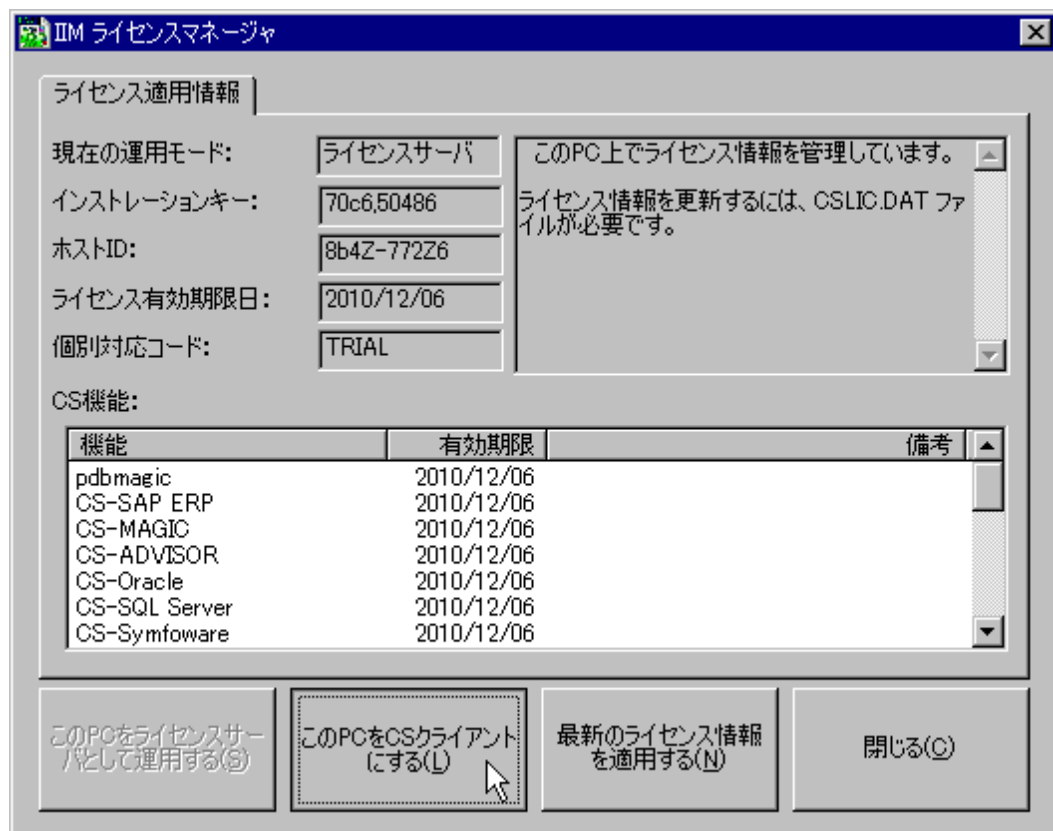 IIM ライセンスマネージャ
ライセンス適用情報
現在の運用モード: ライセンスサーバ
インストレーションキー: 70c6,50486
ホストID: 8b4Z-772Z6
ライセンス有効期限日: 2010/12/06
個別対応コード: TRIAL
このPC上でライセンス情報を管理しています。
ライセンス情報を更新するには、CSLIC.DAT ファ
イルが必要です。
CS機能:
機能 有効期限 備考
pdbmagic 2010/12/06
CS-SAP ERP 2010/12/06
CS-MAGIC 2010/12/06
CS-ADVISOR 2010/12/06
CS-Oracle 2010/12/06
CS-SQL Server 2010/12/06
CS-Symfoware 2010/12/06
このPCをライセンスサー
バとして運用する(S)
このPCをCSクライアント
にする(L)
最新のライセンス情報
を適用する(N)
閉じる(C)